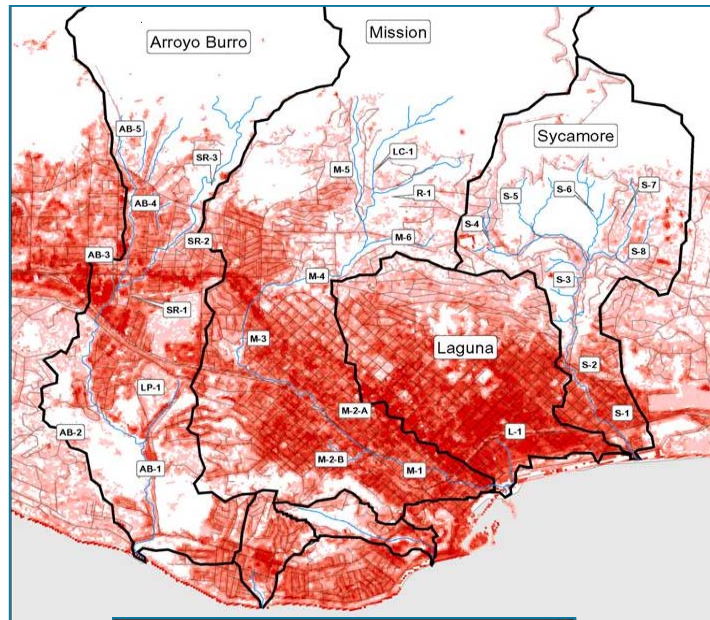 Arroyo Burro
Mission
Sycamore
Laguna
AB-5
SR-3
LC-1
M-5
R-1
S-5
S-6
S-7
AB-4
S-4
M-6
SR-2
AB-3
S-8
M-4
S-3
SR-1
M-3
S-2
LP-1
M-2-A
S-1
AB-2
L-1
M-2-B
AB-1
M-1